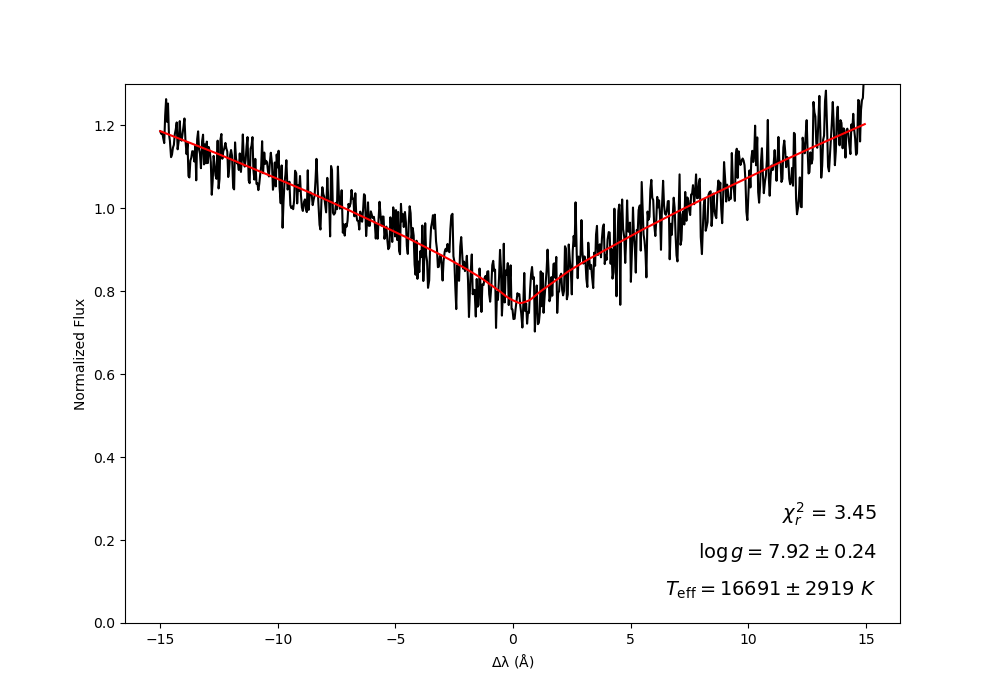 1.2
1.0
0.8
0.6
0.4
0.2
0.0
Normalized Flux
χ²ᵣ = 3.45
log g = 7.92 ± 0.24
T_eff = 16691 ± 2919 K
−15 −10 −5 0 5 10 15
Δλ (Å)